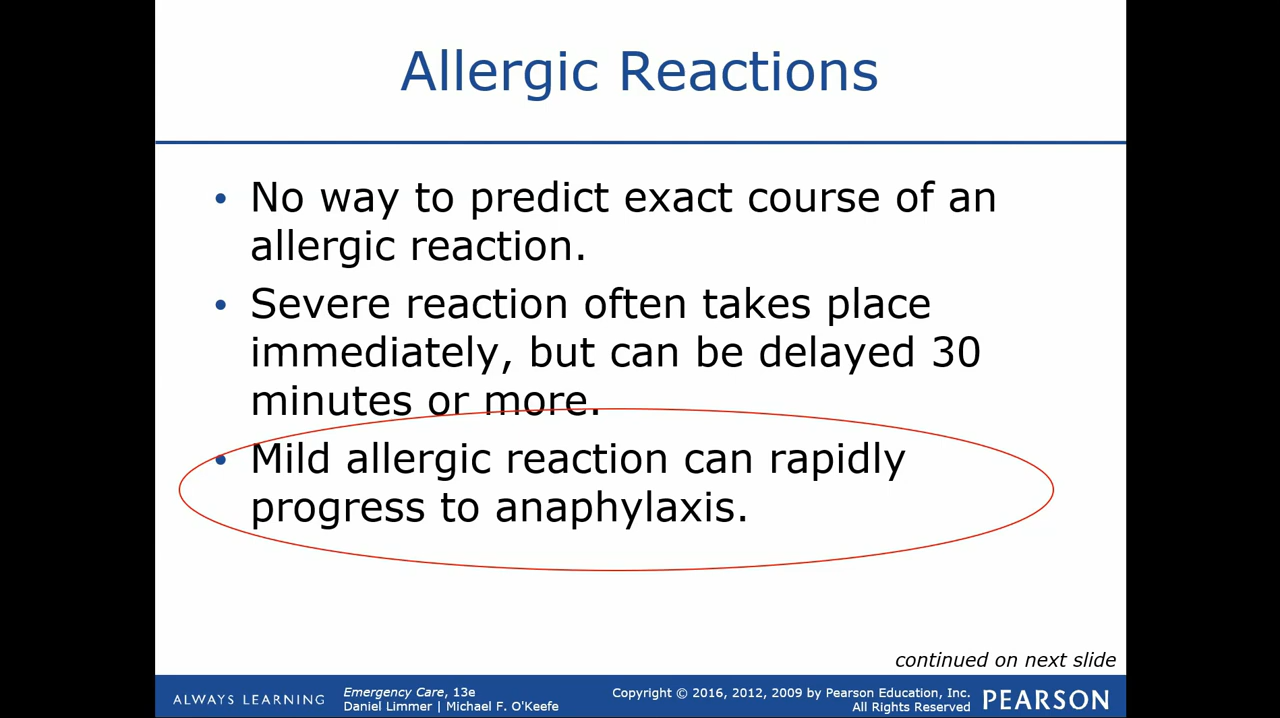 Allergic Reactions
• No way to predict exact course of an
allergic reaction.
• Severe reaction often takes place
immediately, but can be delayed 30
minutes or more.
• Mild allergic reaction can rapidly
progress to anaphylaxis.
continued on next slide
ALWAYS LEARNING
Emergency Care, 13e
Daniel Limmer | Michael F. O'Keefe
Copyright © 2016, 2012, 2009 by Pearson Education, Inc.
All Rights Reserved
PEARSON